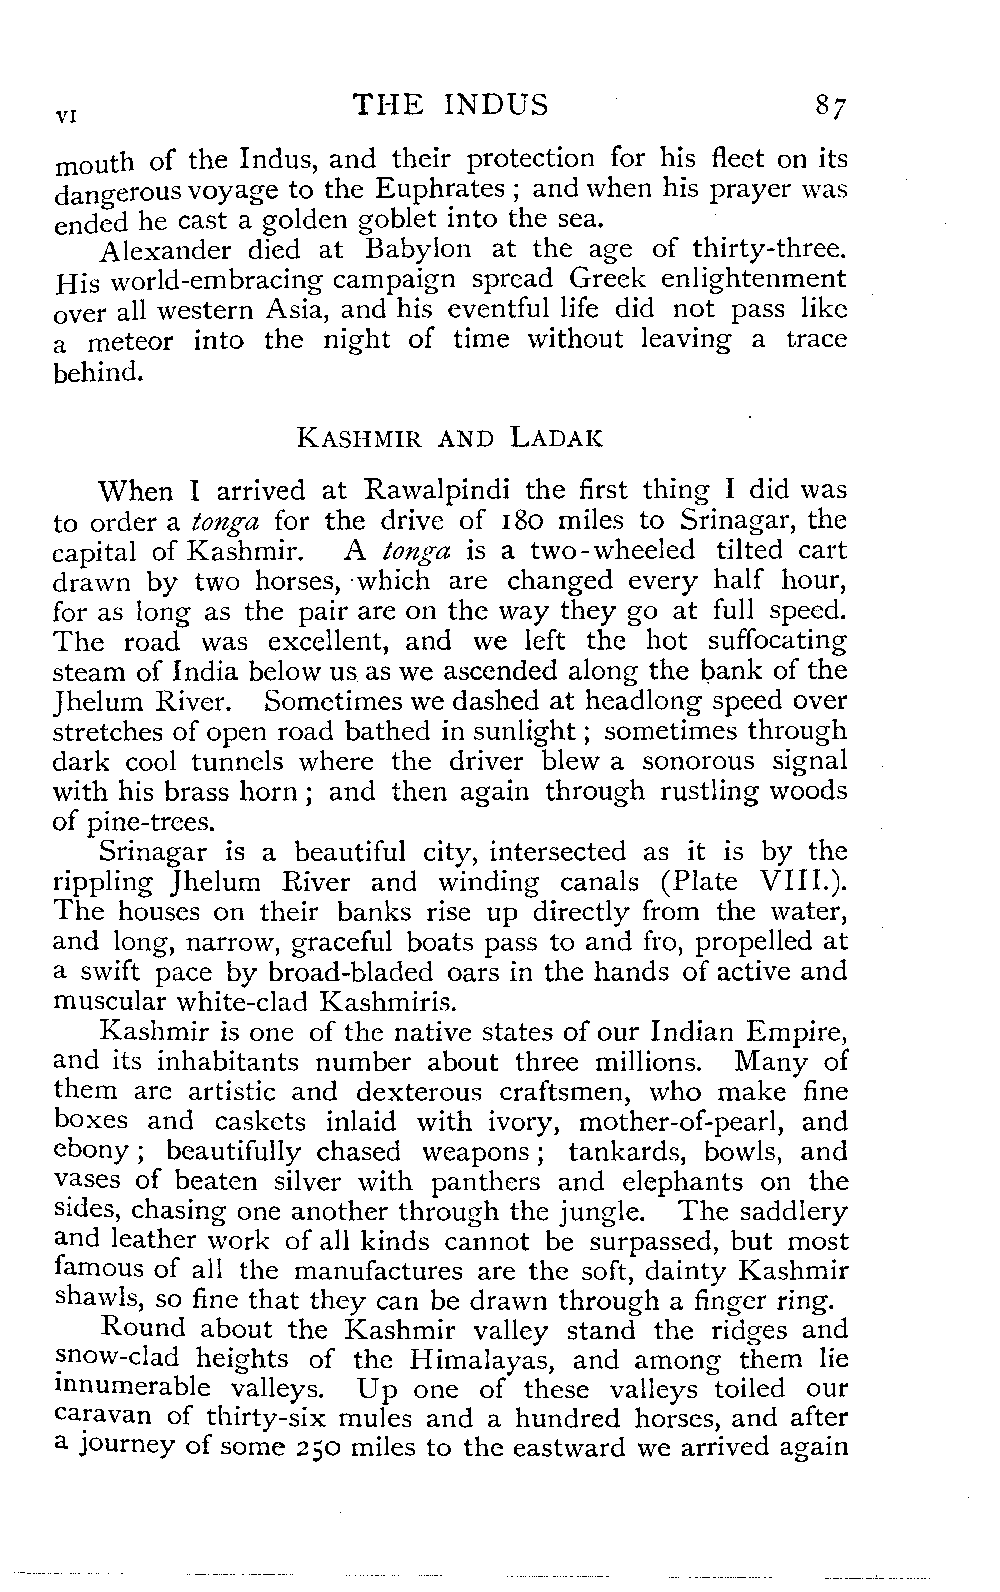 VI THE INDUS 87
mouth of the Indus, and their protection for his fleet on its
dangerous voyage to the Euphrates ; and when his prayer was
ended he cast a golden goblet into the sea.
Alexander died at Babylon at the age of thirty-three.
His world-embracing campaign spread Greek enlightenment
over all western Asia, and his eventful life did not pass like
a meteor into the night of time without leaving a trace
behind.
KASHMIR AND LADAK
When I arrived at Rawalpindi the first thing I did was
to order a tonga for the drive of 180 miles to Srinagar, the
capital of Kashmir. A tonga is a two-wheeled tilted cart
drawn by two horses, which are changed every half hour,
for as long as the pair are on the way they go at full speed.
The road was excellent, and we left the hot suffocating
steam of India below us as we ascended along the bank of the
Jhelum River. Sometimes we dashed at headlong speed over
stretches of open road bathed in sunlight ; sometimes through
dark cool tunnels where the driver blew a sonorous signal
with his brass horn ; and then again through rustling woods
of pine-trees.
Srinagar is a beautiful city, intersected as it is by the
rippling Jhelum River and winding canals (Plate VIII.).
The houses on their banks rise up directly from the water,
and long, narrow, graceful boats pass to and fro, propelled at
a swift pace by broad-bladed oars in the hands of active and
muscular white-clad Kashmiris.
Kashmir is one of the native states of our Indian Empire,
and its inhabitants number about three millions. Many of
them are artistic and dexterous craftsmen, who make fine
boxes and caskets inlaid with ivory, mother-of-pearl, and
ebony ; beautifully chased weapons ; tankards, bowls, and
vases of beaten silver with panthers and elephants on the
sides, chasing one another through the jungle. The saddlery
and leather work of all kinds cannot be surpassed, but most
famous of all the manufactures are the soft, dainty Kashmir
shawls, so fine that they can be drawn through a finger ring.
Round about the Kashmir valley stand the ridges and
snow-clad heights of the Himalayas, and among them lie
innumerable valleys. Up one of these valleys toiled our
caravan of thirty-six mules and a hundred horses, and after
a journey of some 250 miles to the eastward we arrived again